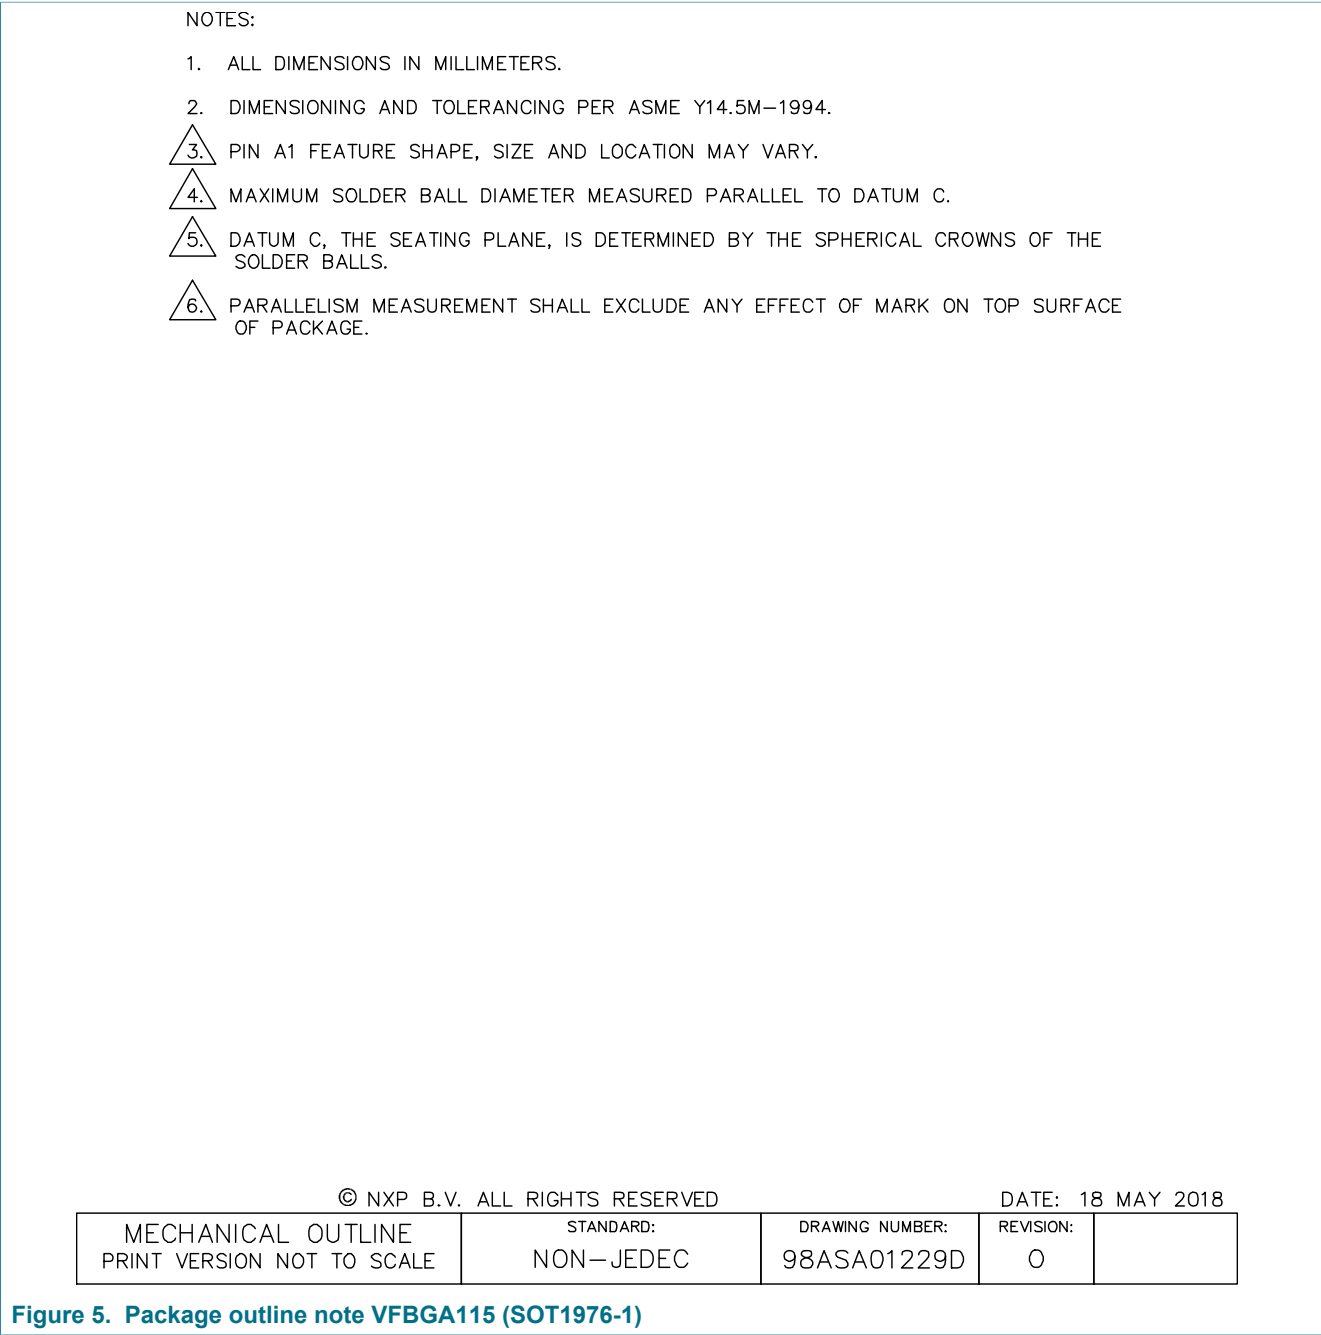 NOTES:
1. ALL DIMENSIONS IN MILLIMETERS.
2. DIMENSIONING AND TOLERANCING PER ASME Y14.5M-1994.
3. PIN A1 FEATURE SHAPE, SIZE AND LOCATION MAY VARY.
4. MAXIMUM SOLDER BALL DIAMETER MEASURED PARALLEL TO DATUM C.
5. DATUM C, THE SEATING PLANE, IS DETERMINED BY THE SPHERICAL CROWNS OF THE
SOLDER BALLS.
6. PARALLELISM MEASUREMENT SHALL EXCLUDE ANY EFFECT OF MARK ON TOP SURFACE
OF PACKAGE.
© NXP B.V. ALL RIGHTS RESERVED
DATE: 18 MAY 2018
MECHANICAL OUTLINE
PRINT VERSION NOT TO SCALE
STANDARD:
NON-JEDEC
DRAWING NUMBER:
98ASA01229D
REVISION:
O
Figure 5. Package outline note VFBGA115 (SOT1976-1)